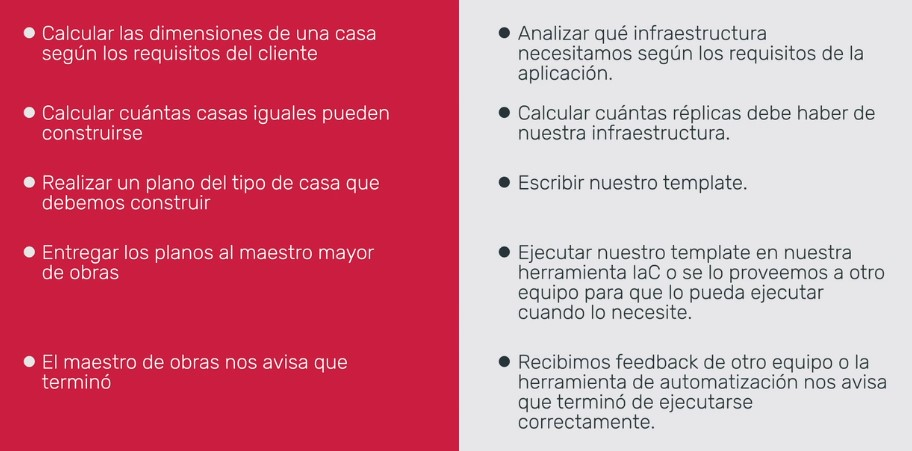 Calcular las dimensiones de una casa
según los requisitos del cliente
Calcular cuántas casas iguales pueden
construirse
Realizar un plano del tipo de casa que
debemos construir
Entregar los planos al maestro mayor
de obras
El maestro de obras nos avisa que
terminó
Analizar qué infraestructura
necesitamos según los requisitos de la
aplicación.
Calcular cuántas réplicas debe haber de
nuestra infraestructura.
Escribir nuestro template.
Ejecutar nuestro template en nuestra
herramienta IaC o se lo proveemos a otro
equipo para que lo pueda ejecutar
cuando lo necesite.
Recibimos feedback de otro equipo o la
herramienta de automatización nos avisa
que terminó de ejecutarse
correctamente.